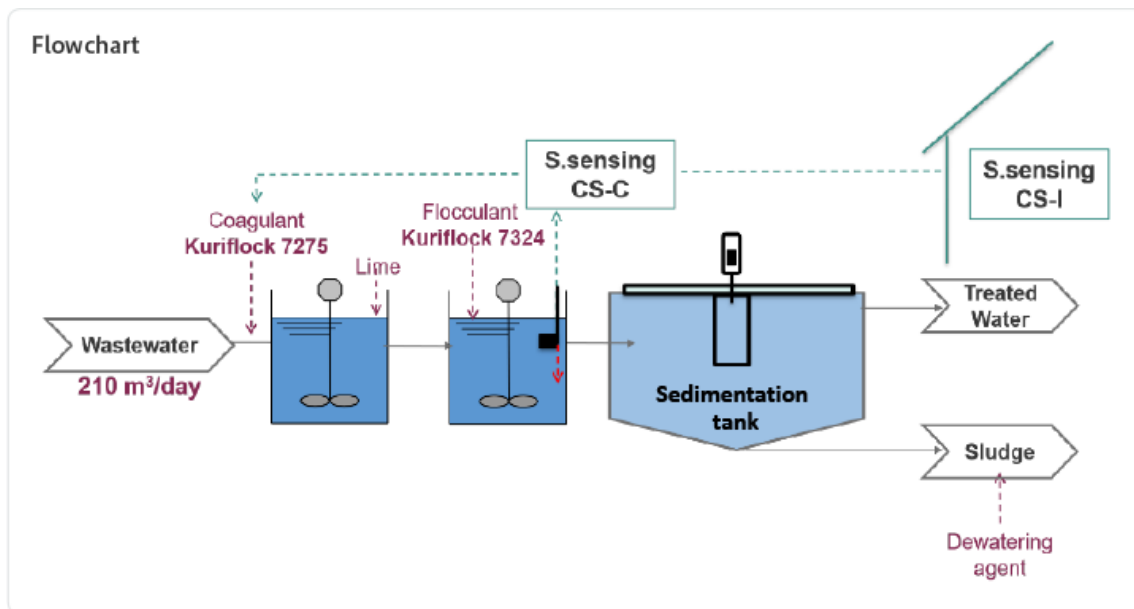 Flowchart
S.sensing
CS-C
S.sensing
CS-I
Coagulant
Kuriflock 7275
Flocculant
Kuriflock 7324
Lime
Wastewater
210 m³/day
Treated
Water
Sedimentation
tank
Sludge
Dewatering
agent